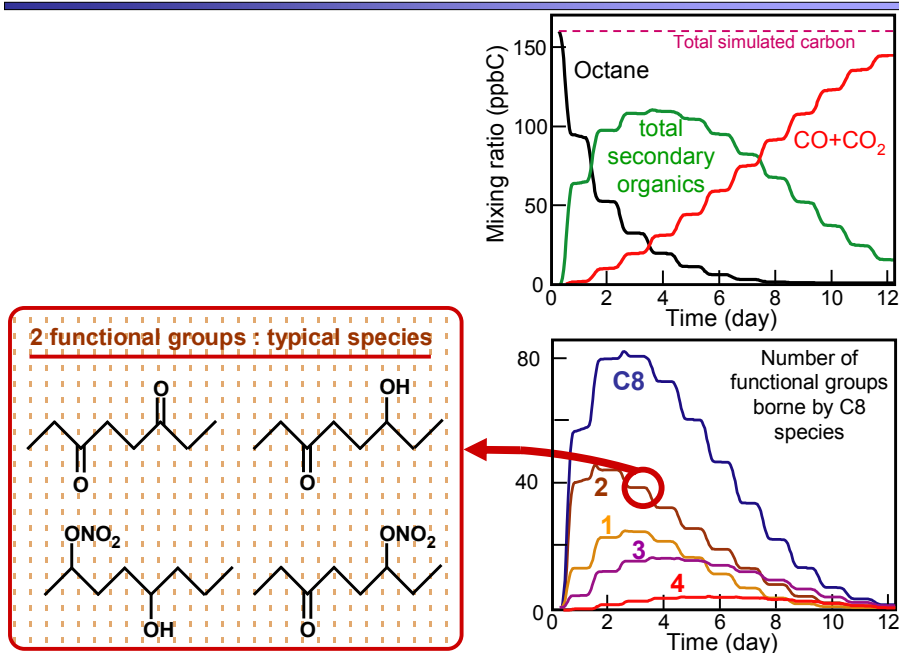 150
100
50
0
Mixing ratio (ppbC)
Total simulated carbon
Octane
total
secondary
organics
CO+CO₂
0 2 4 6 8 10 12
Time (day)
2 functional groups : typical species
O
O
OH
O
ONO₂
OH
ONO₂
O
80
40
0
Number of
functional groups
borne by C8
species
C8
2
1
3
4
0 2 4 6 8 10 12
Time (day)